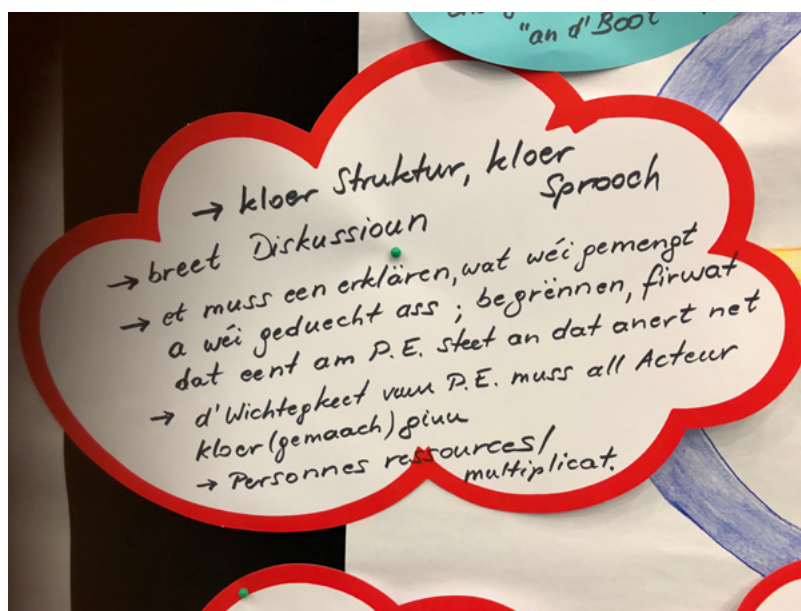 "an d'Boot
→ kloer Struktur, kloer
Sprooch
→ breet Diskussioun
→ et muss een erklären, wat wéi gemengt
a wéi geduecht ass ; begrënnen, firwat
dat eent am P.E. steet an dat anert net
→ d'Wichtegkeet vum P.E. muss all Acteur
kloer (gemaach) ginn
→ Personnes ressources/
multiplicat.